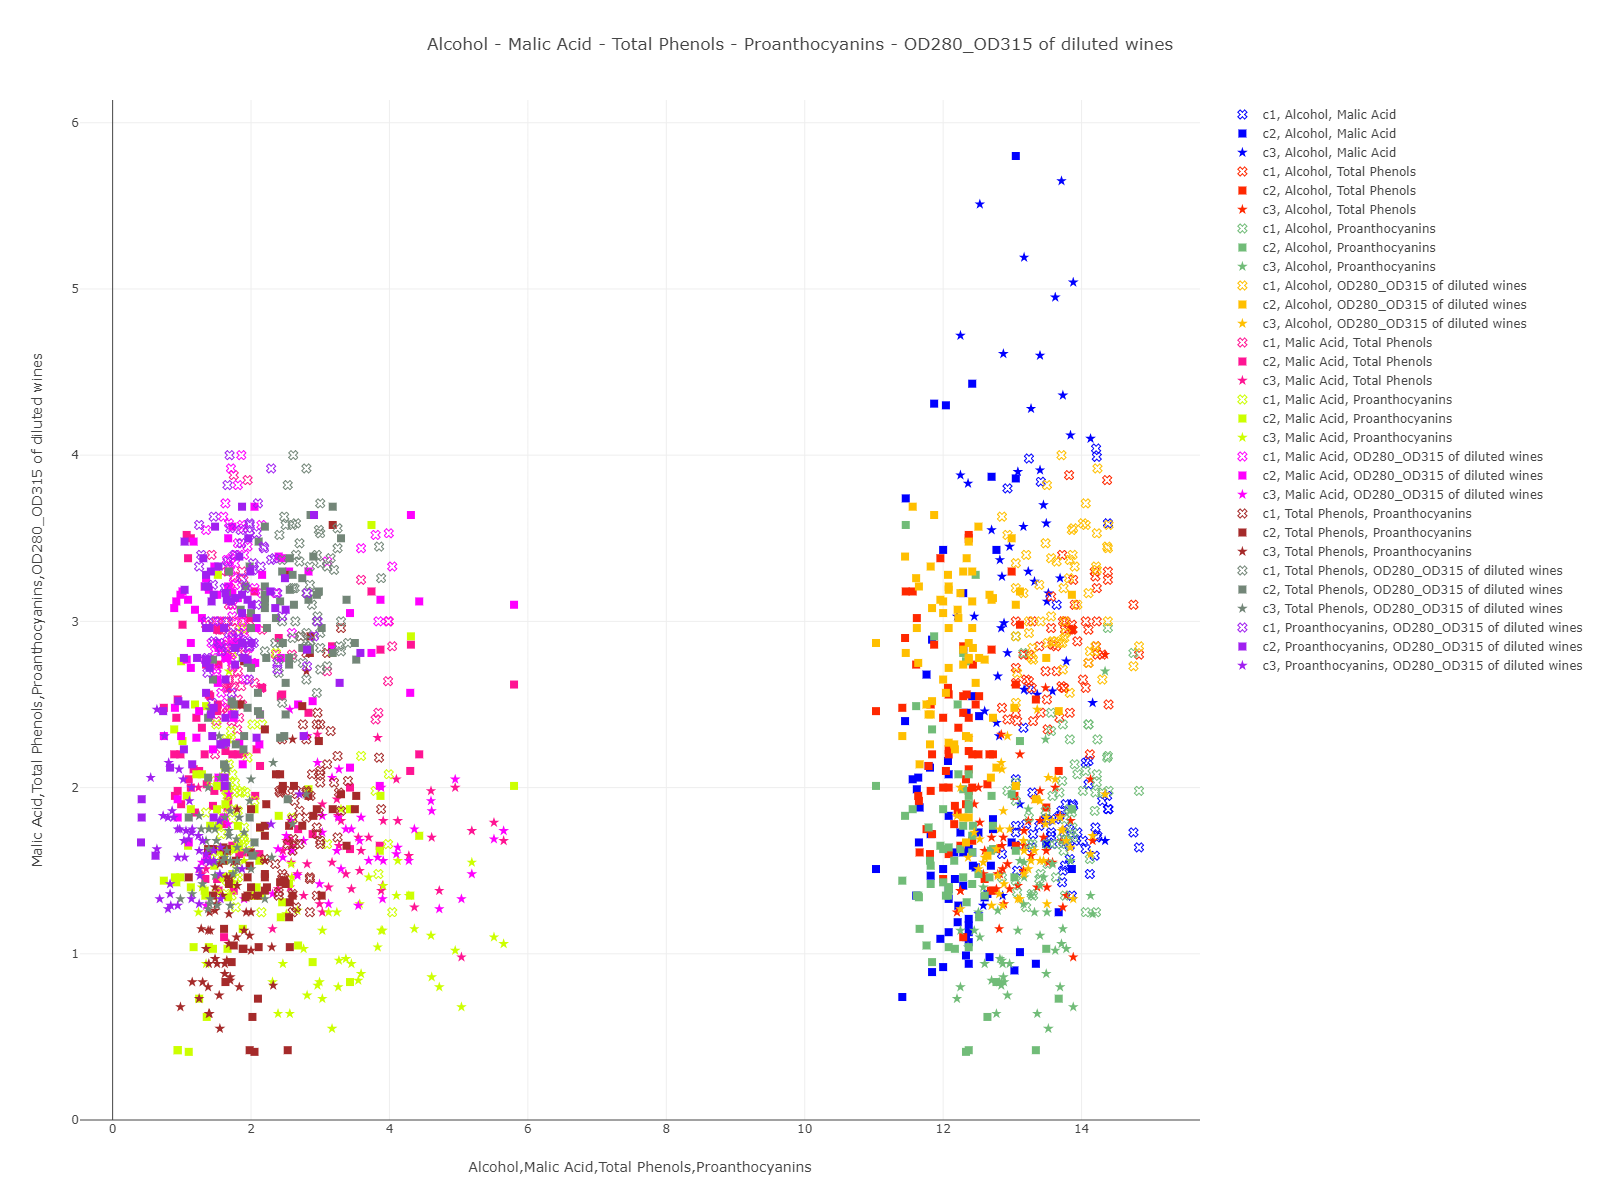 Alcohol - Malic Acid - Total Phenols - Proanthocyanins - OD280_OD315 of diluted wines
Malic Acid,Total Phenols,Proanthocyanins,OD280_OD315 of diluted wines
6
5
4
3
2
1
0
0
2
4
6
8
10
12
14
Alcohol,Malic Acid,Total Phenols,Proanthocyanins
c1, Alcohol, Malic Acid
c2, Alcohol, Malic Acid
c3, Alcohol, Malic Acid
c1, Alcohol, Total Phenols
c2, Alcohol, Total Phenols
c3, Alcohol, Total Phenols
c1, Alcohol, Proanthocyanins
c2, Alcohol, Proanthocyanins
c3, Alcohol, Proanthocyanins
c1, Alcohol, OD280_OD315 of diluted wines
c2, Alcohol, OD280_OD315 of diluted wines
c3, Alcohol, OD280_OD315 of diluted wines
c1, Malic Acid, Total Phenols
c2, Malic Acid, Total Phenols
c3, Malic Acid, Total Phenols
c1, Malic Acid, Proanthocyanins
c2, Malic Acid, Proanthocyanins
c3, Malic Acid, Proanthocyanins
c1, Malic Acid, OD280_OD315 of diluted wines
c2, Malic Acid, OD280_OD315 of diluted wines
c3, Malic Acid, OD280_OD315 of diluted wines
c1, Total Phenols, Proanthocyanins
c2, Total Phenols, Proanthocyanins
c3, Total Phenols, Proanthocyanins
c1, Total Phenols, OD280_OD315 of diluted wines
c2, Total Phenols, OD280_OD315 of diluted wines
c3, Total Phenols, OD280_OD315 of diluted wines
c1, Proanthocyanins, OD280_OD315 of diluted wines
c2, Proanthocyanins, OD280_OD315 of diluted wines
c3, Proanthocyanins, OD280_OD315 of diluted wines